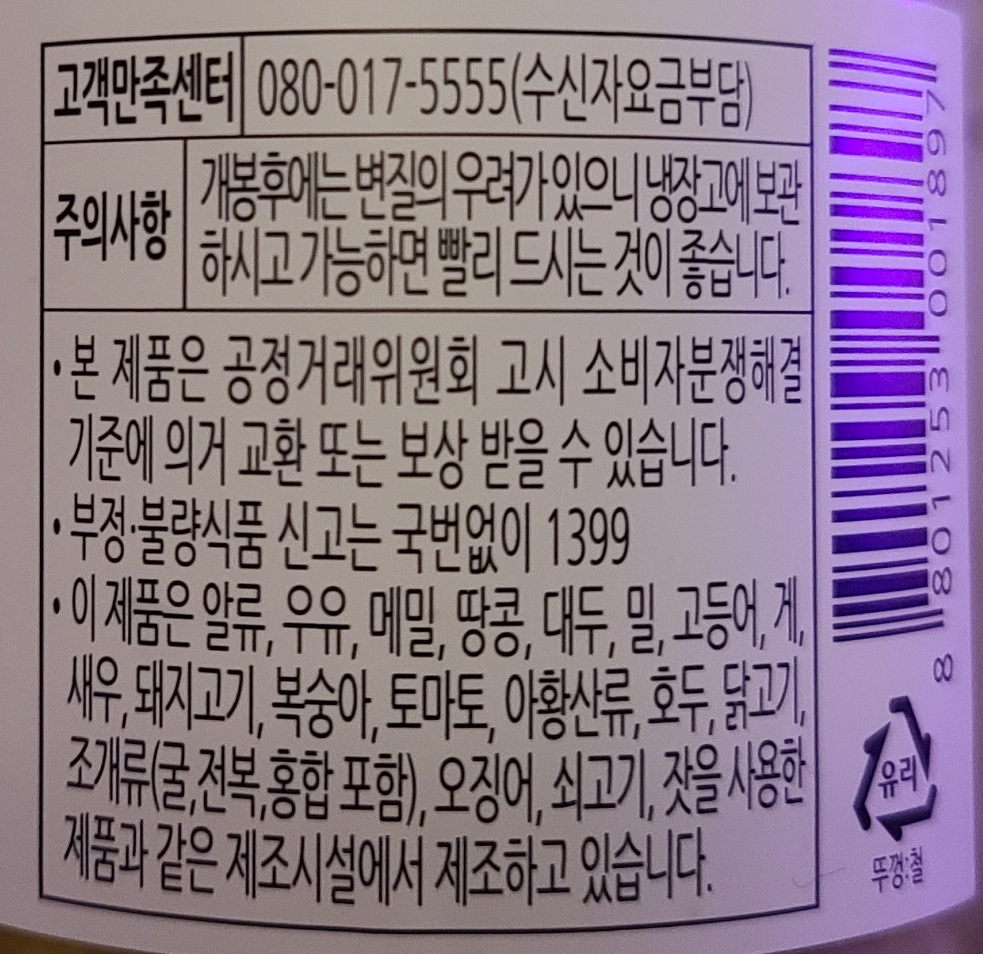 고객만족센터 080-017-5555(수신자요금부담)
주의사항
개봉후에는 변질의 우려가 있으니 냉장고에 보관
하시고 가능하면 빨리 드시는 것이 좋습니다.
• 본 제품은 공정거래위원회 고시 소비자분쟁해결
기준에 의거 교환 또는 보상 받을 수 있습니다.
• 부정·불량식품 신고는 국번없이 1399
• 이 제품은 알류, 우유, 메밀, 땅콩, 대두, 밀, 고등어, 게,
새우, 돼지고기, 복숭아, 토마토, 아황산류, 호두, 닭고기,
조개류(굴,전복,홍합 포함), 오징어, 쇠고기, 잣을 사용한
제품과 같은 제조시설에서 제조하고 있습니다.
8 801253 001897
유리
뚜껑:철